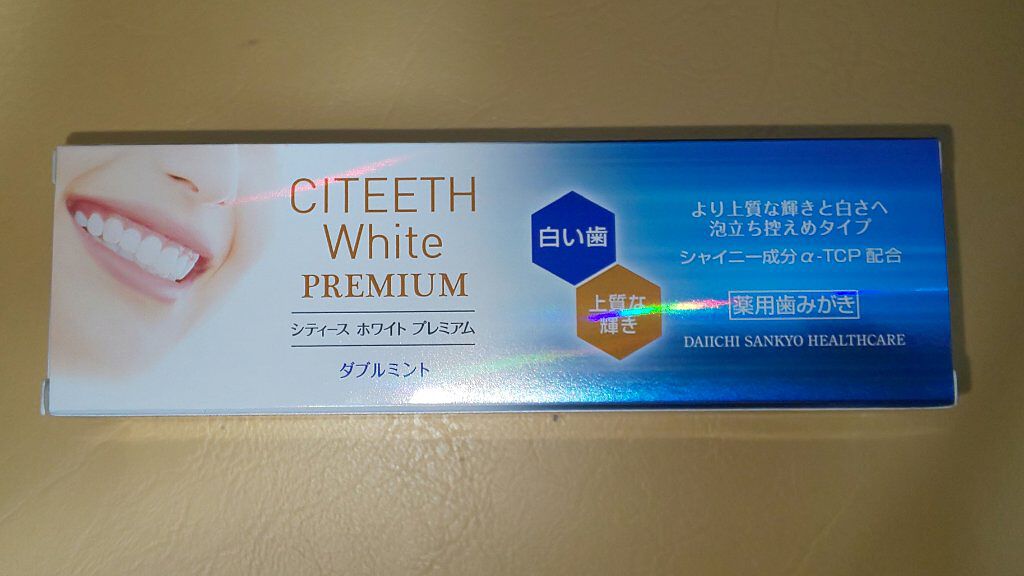 CITEETH
White
PREMIUM
シティース ホワイト プレミアム
ダブルミント
白い歯
上質な
輝き
より上質な輝きと白さへ
泡立ち控えめタイプ
シャイニー成分α-TCP配合
薬用歯みがき
DAIICHI SANKYO HEALTHCARE